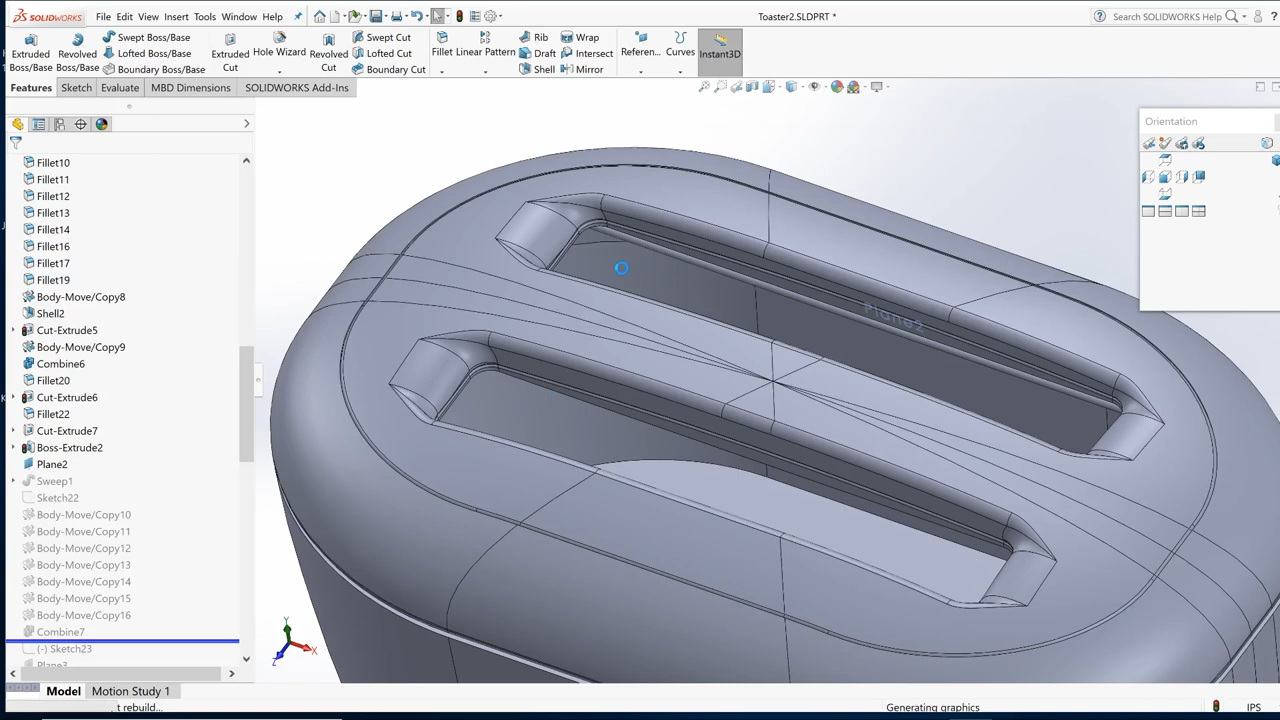 SOLIDWORKS File Edit View Insert Tools Window Help Toaster2.SLDPRT * Search SOLIDWORKS Help ?
Extruded Boss/Base
Revolved Boss/Base
Swept Boss/Base
Lofted Boss/Base
Boundary Boss/Base
Extruded Cut
Hole Wizard
Revolved Cut
Swept Cut
Lofted Cut
Boundary Cut
Fillet
Linear Pattern
Rib
Draft
Shell
Wrap
Intersect
Mirror
Referen...
Curves
Instant3D
Features Sketch Evaluate MBD Dimensions SOLIDWORKS Add-Ins
Orientation
Fillet10
Fillet11
Fillet12
Fillet13
Fillet14
Fillet16
Fillet17
Fillet19
Body-Move/Copy8
Shell2
Cut-Extrude5
Body-Move/Copy9
Combine6
Fillet20
Cut-Extrude6
Fillet22
Cut-Extrude7
Boss-Extrude2
Plane2
Sweep1
Sketch22
Body-Move/Copy10
Body-Move/Copy11
Body-Move/Copy12
Body-Move/Copy13
Body-Move/Copy14
Body-Move/Copy15
Body-Move/Copy16
Combine7
(-) Sketch23
Plane3
Y
X
Z
Model Motion Study 1
t rebuild... Generating graphics IPS